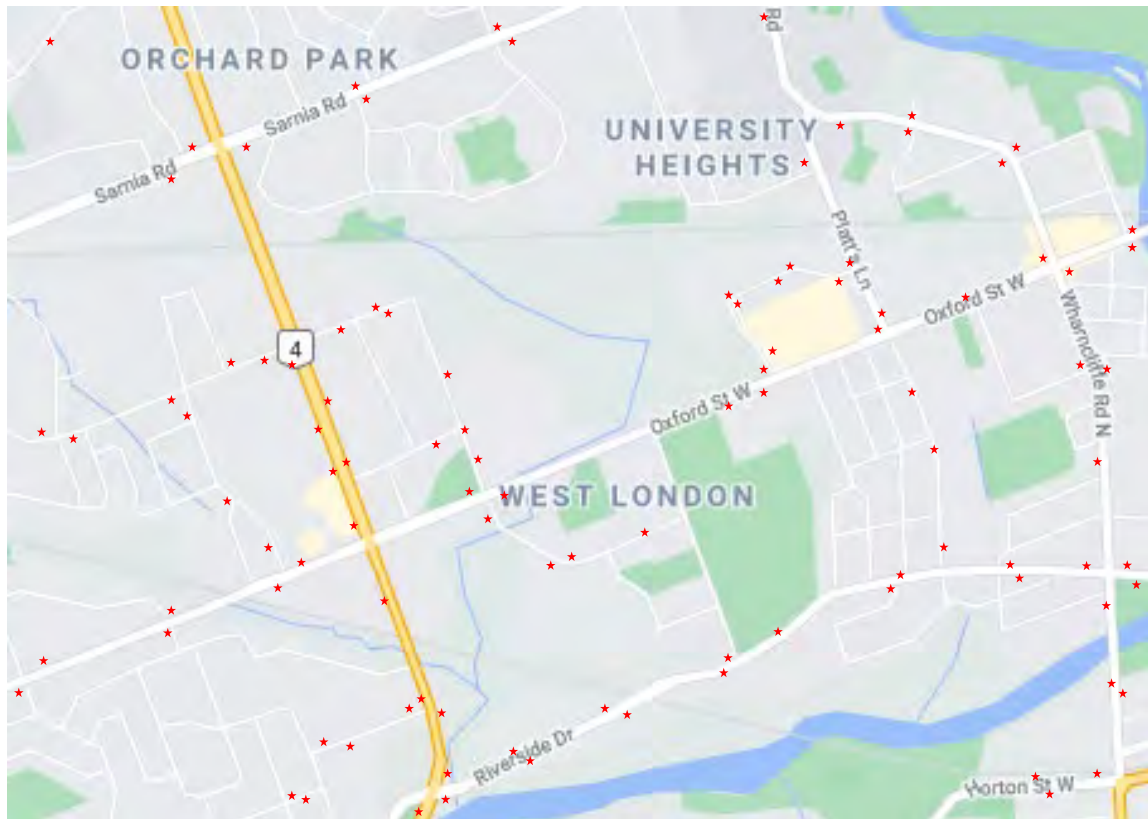 Rd
ORCHARD PARK
Sarnia Rd
UNIVERSITY
HEIGHTS
Sarnia Rd
Platt's Ln
Oxford St W
Wharncliffe Rd N
4
Oxford St W
WEST LONDON
Riverside Dr
Horton St W